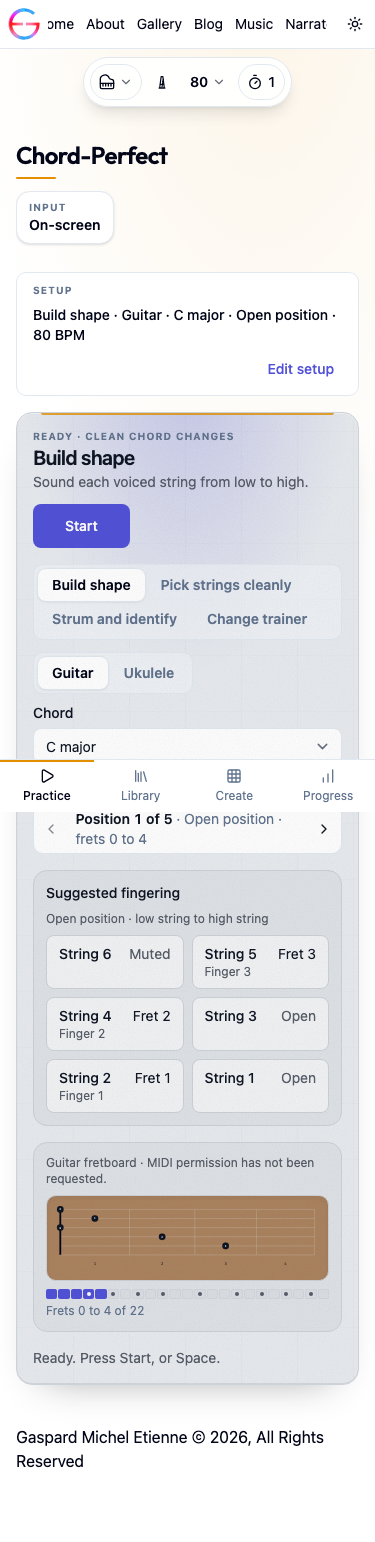 ome About Gallery Blog Music Narrat
80 1
Chord-Perfect
INPUT
On-screen
SETUP
Build shape · Guitar · C major · Open position ·
80 BPM
Edit setup
READY · CLEAN CHORD CHANGES
Build shape
Sound each voiced string from low to high.
Start
Build shape Pick strings cleanly
Strum and identify Change trainer
Guitar Ukulele
Chord
C major
Practice Library Create Progress
Position 1 of 5 · Open position ·
frets 0 to 4
Suggested fingering
Open position · low string to high string
String 6 Muted String 5 Fret 3
Finger 3
String 4 Fret 2 String 3 Open
Finger 2
String 2 Fret 1 String 1 Open
Finger 1
Guitar fretboard · MIDI permission has not been
requested.
Frets 0 to 4 of 22
Ready. Press Start, or Space.
Gaspard Michel Etienne © 2026, All Rights
Reserved